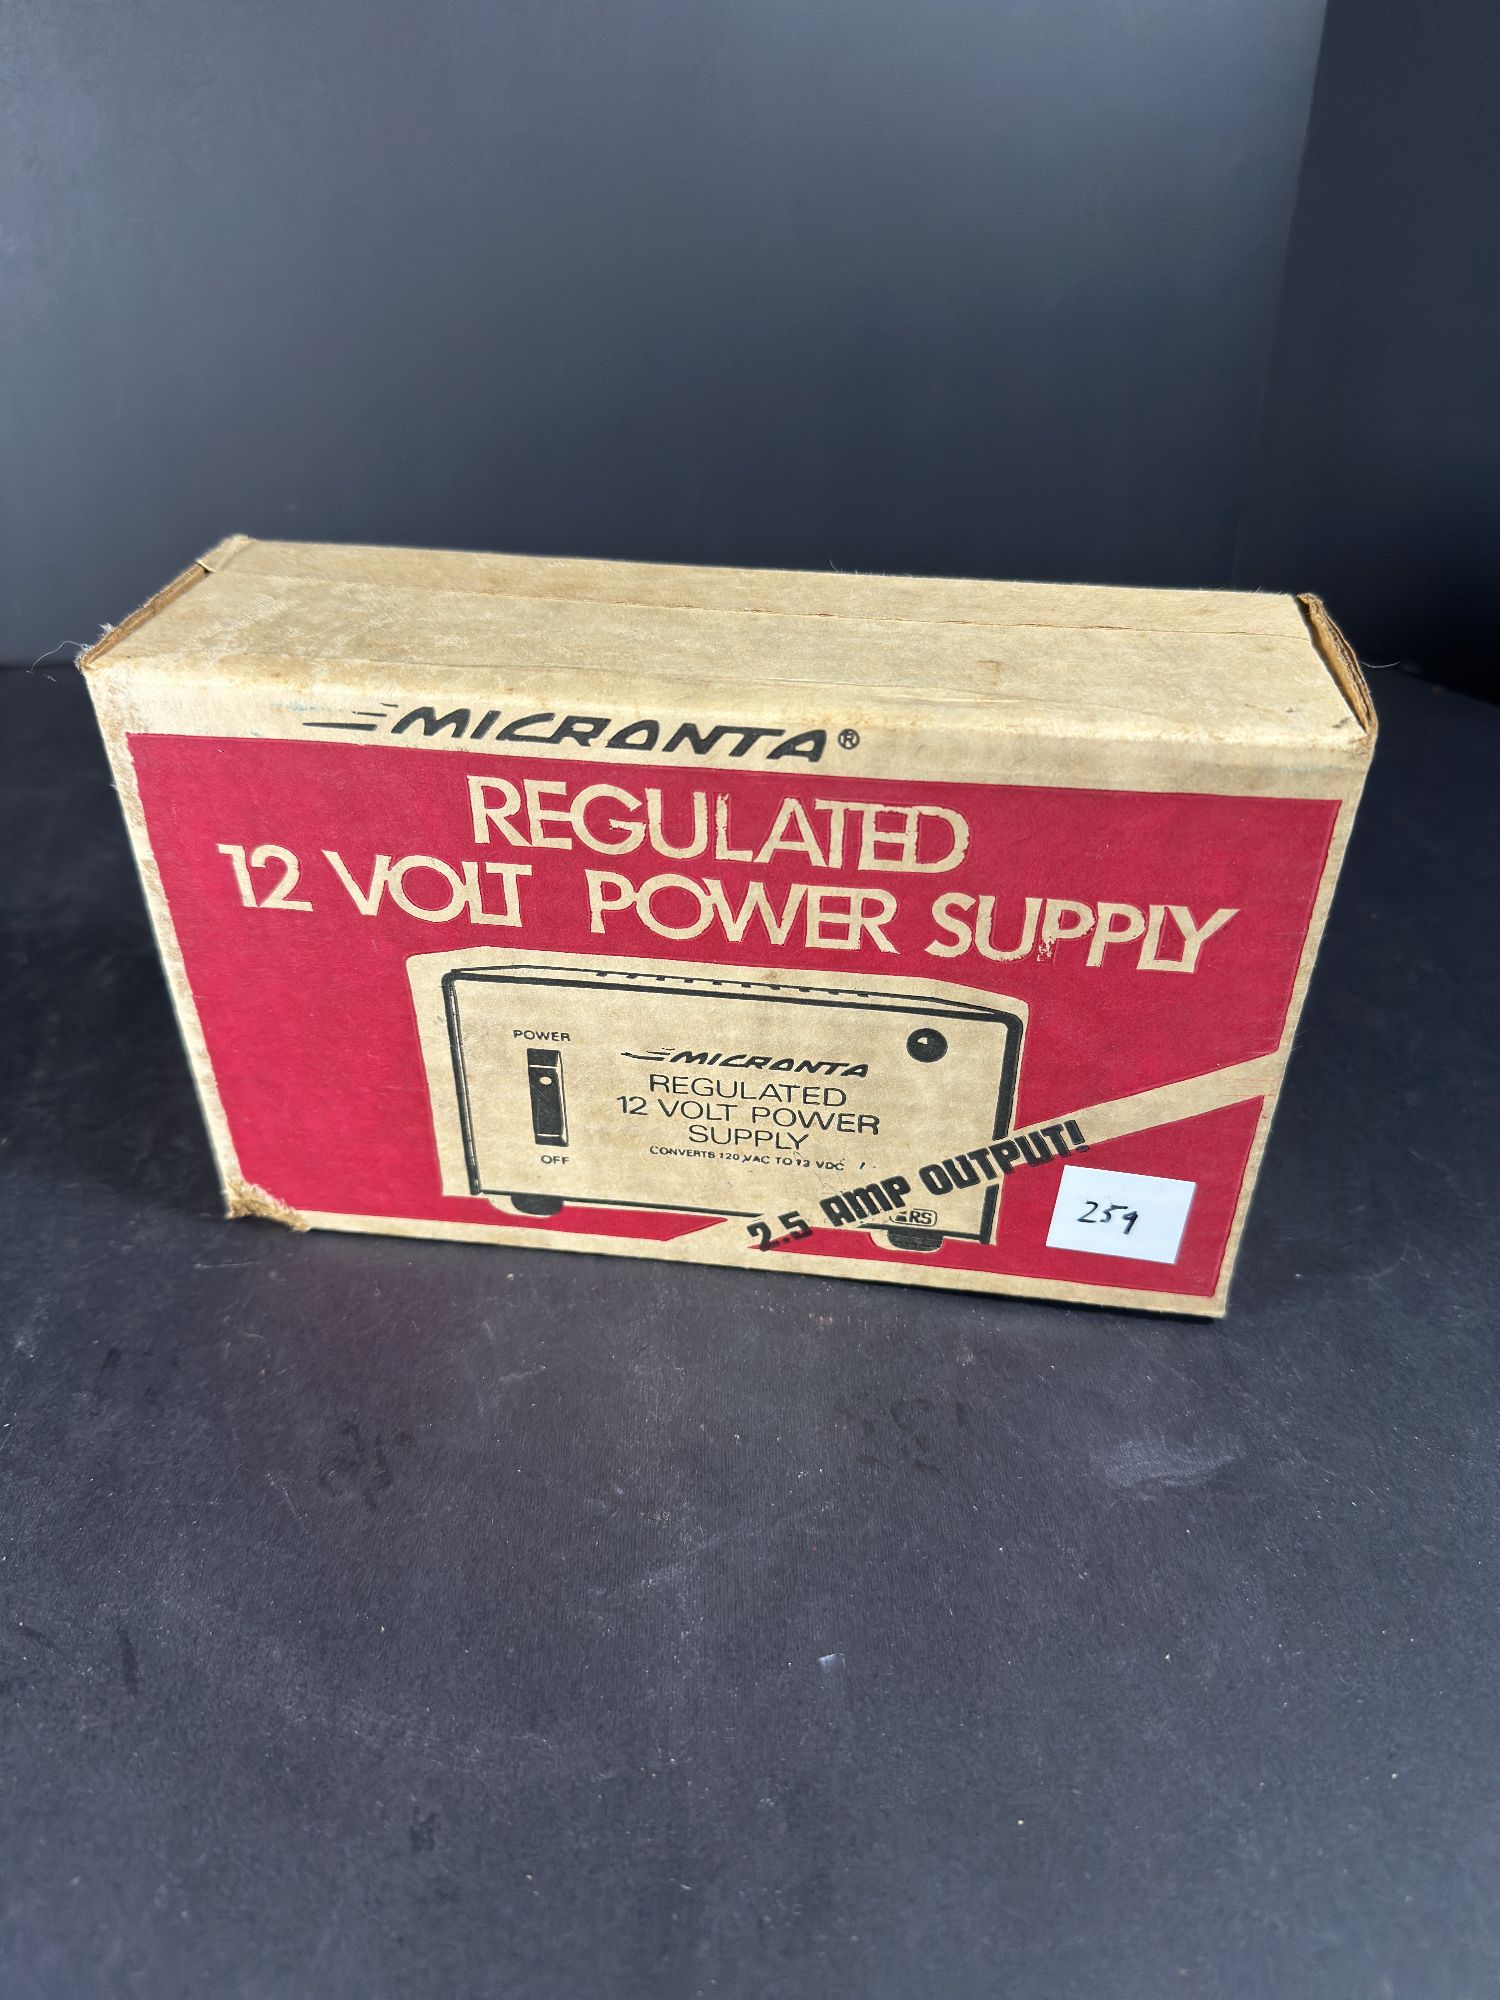 MICRONTA®
REGULATED
12 VOLT POWER SUPPLY
POWER
OFF
MICRONTA
REGULATED
12 VOLT POWER
SUPPLY
CONVERTS 120 VAC TO 12 VDC
2.5 AMP OUTPUT!
RS
259